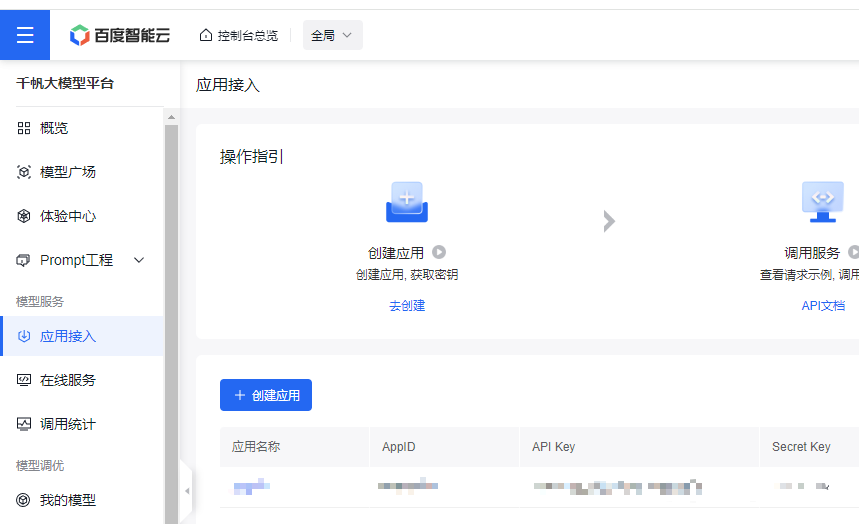 百度智能云
控制台总览
全局
千帆大模型平台
概览
模型广场
体验中心
Prompt工程
模型服务
应用接入
在线服务
调用统计
模型调优
我的模型
应用接入
操作指引
创建应用
创建应用, 获取密钥
去创建
调用服务
查看请求示例, 调用
API文档
创建应用
应用名称 AppID API Key Secret Key